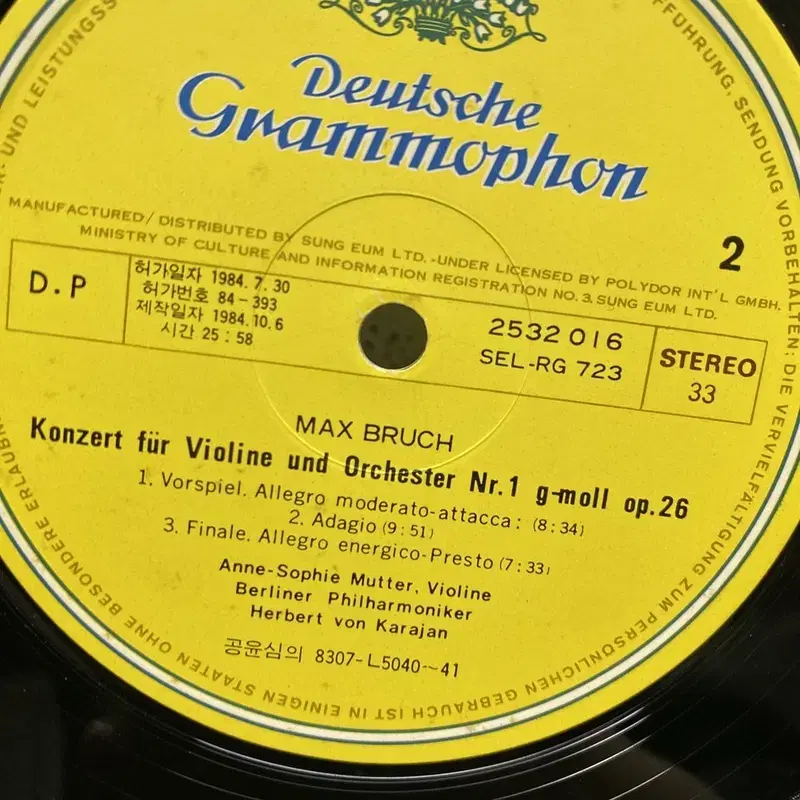 Deutsche
Grammophon
MANUFACTURED/ DISTRIBUTED BY SUNG EUM LTD.-UNDER LICENSED BY POLYDOR INT'L GMBH.
MINISTRY OF CULTURE AND INFORMATION REGISTRATION NO. 3. SUNG EUM LTD.
2
D.P
허가일자 1984.7.30
허가번호 84-393
제작일자 1984.10.6
시간 25:58
2532 016
SEL-RG 723
STEREO
33
MAX BRUCH
Konzert für Violine und Orchester Nr.1 g-moll op.26
1. Vorspiel. Allegro moderato-attacca: (8:34)
2. Adagio (9:51)
3. Finale. Allegro energico-Presto (7:33)
Anne-Sophie Mutter, Violine
Berliner Philharmoniker
Herbert von Karajan
공윤심의 8307-L5040~41
UND LEISTUNGSS
FFÜHRUNG, SENDUNG VORBEHALTEN; DIE VERVIELFÄLTIGUNG ZUM PERSÖNLICHEN GEBRAUCH IST IN EINIGEN STAATEN OHNE BESONDERE ERLAUBN